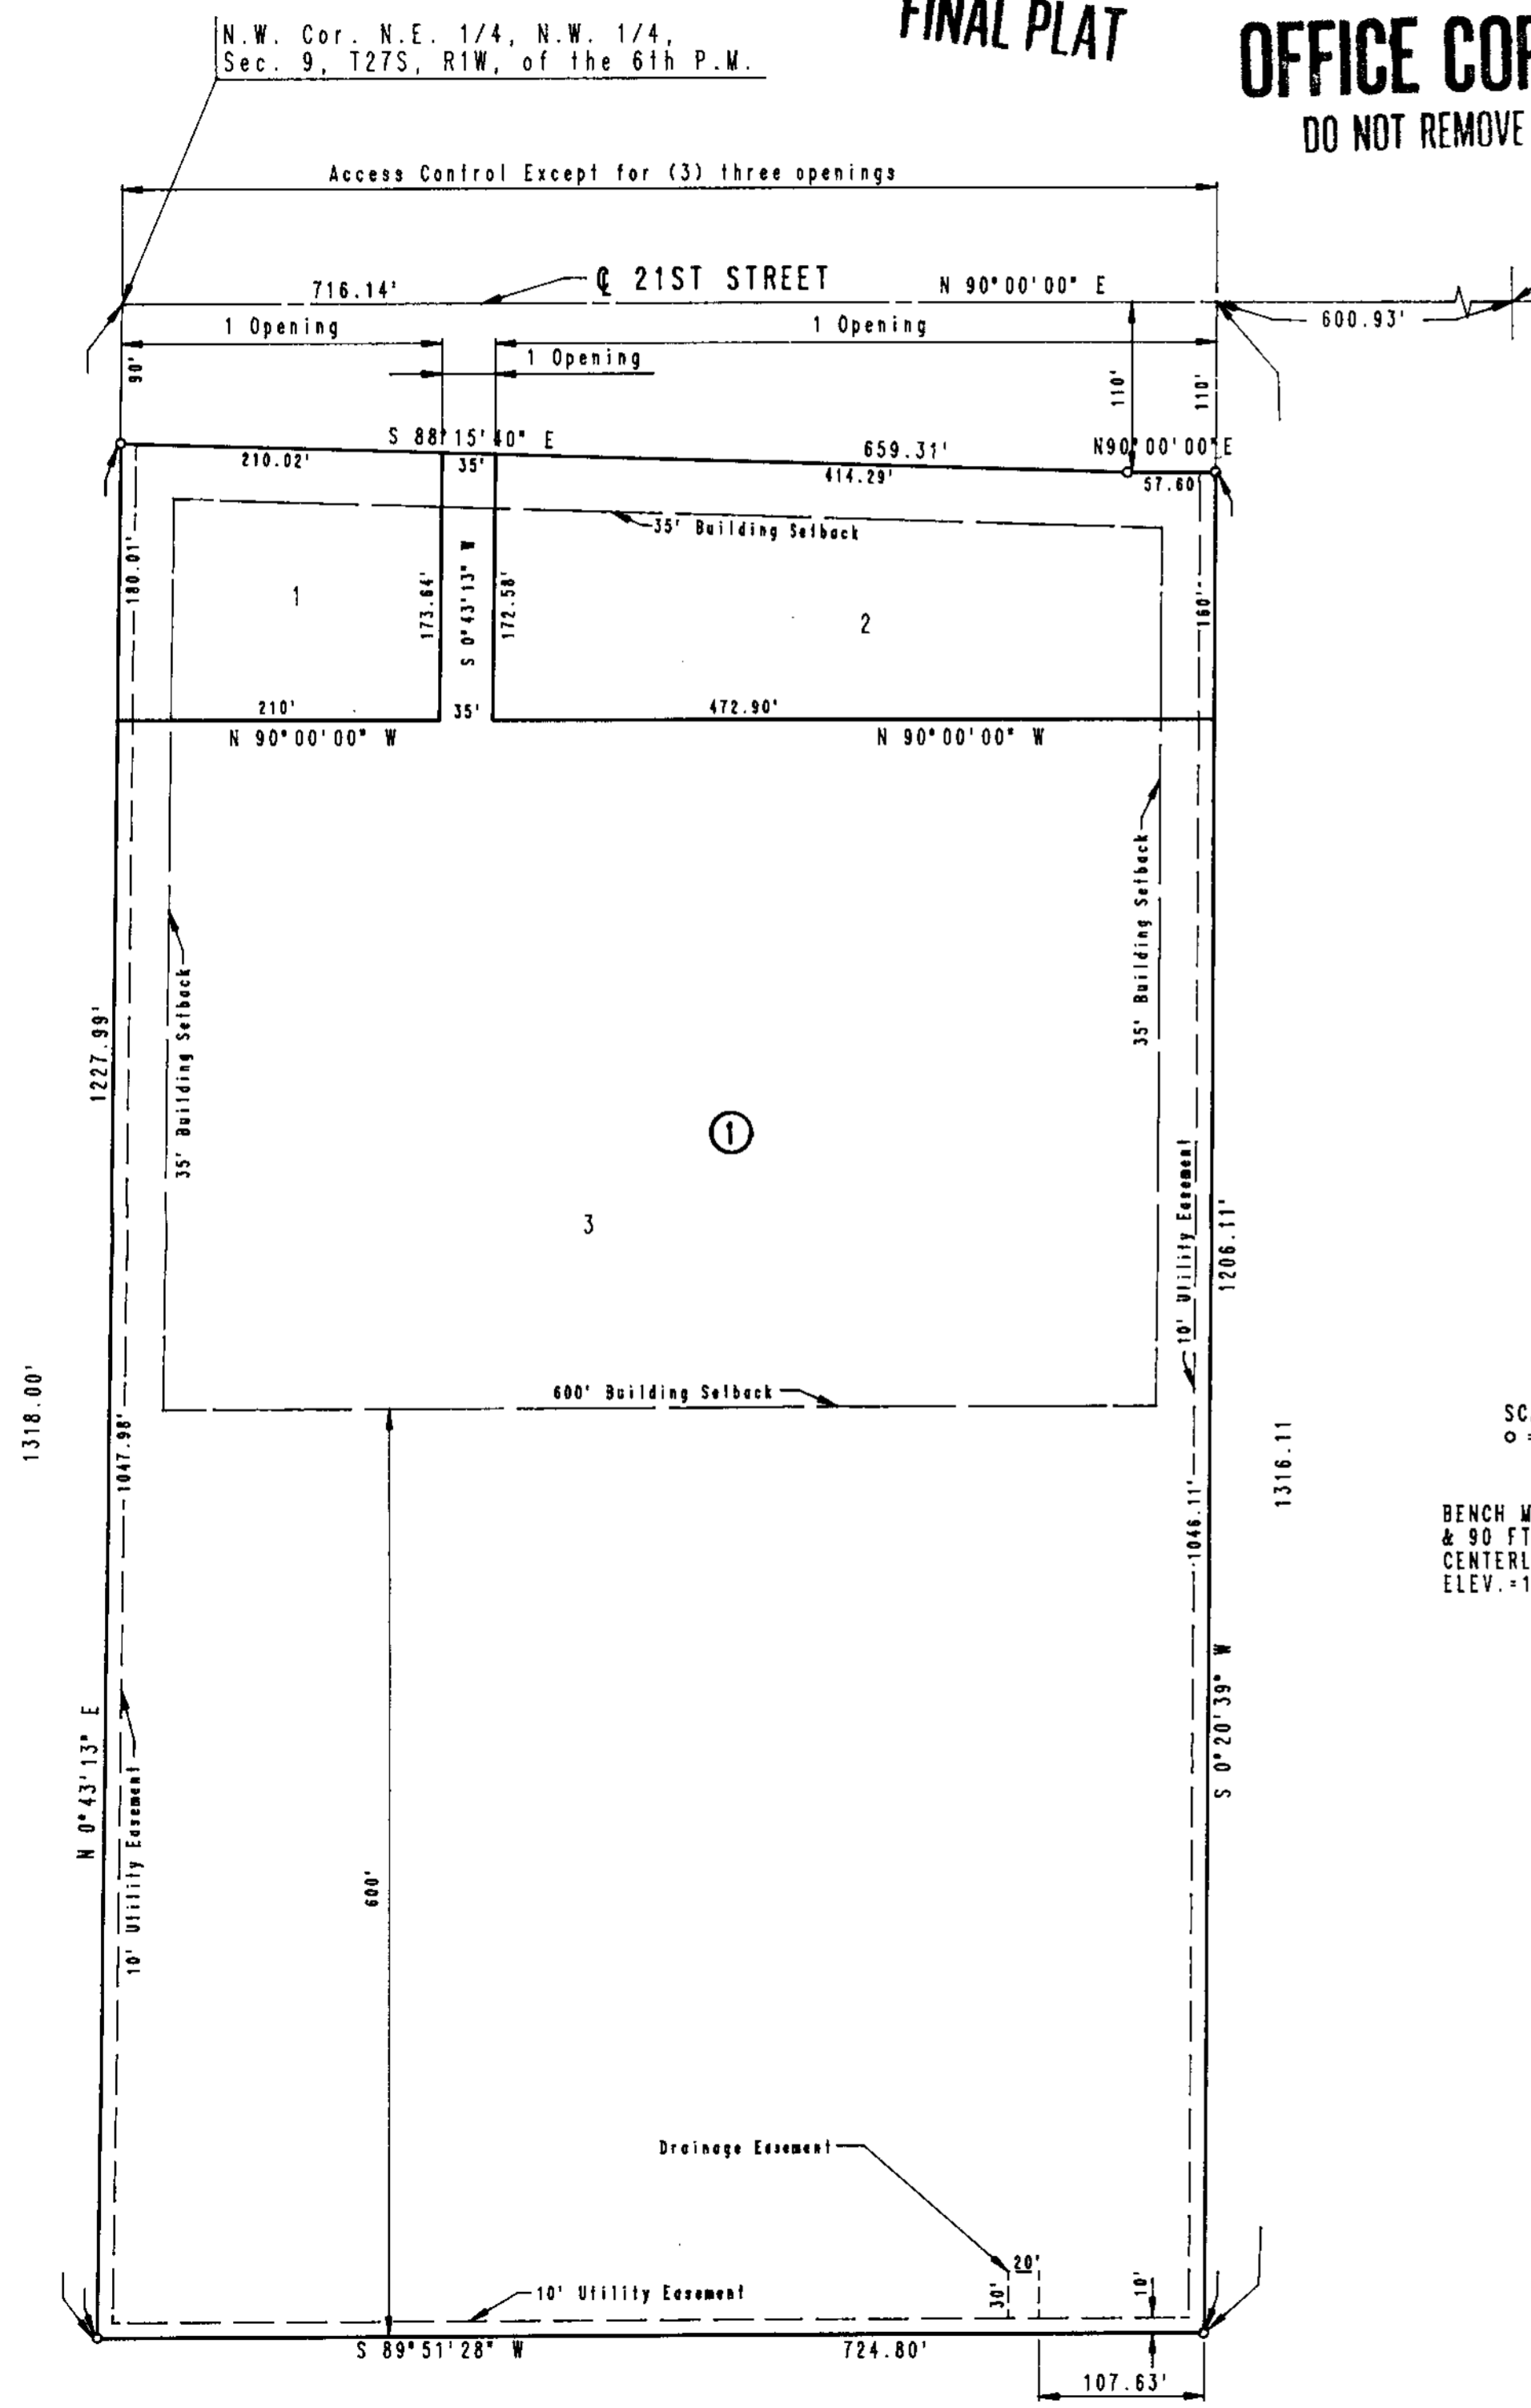 FINAL PLAT
DO NOT REMOVE
N.W. Cor. N.E. 1/4, N.W. 1/4,
Sec. 9, T27S, R1W, of the 6th P.M.
Access Control Except for (3) three openings
716.14'
℄ 21ST STREET
N 90°00'00" E
600.93'
1 Opening
1 Opening
1 Opening
90'
110'
110'
S 88°15'40" E
659.31'
N90°00'00"E
210.02'
35'
414.29'
57.60'
35' Building Setback
180.01'
1
173.64'
S 0°43'13" W
172.58'
2
160'
210'
35'
472.90'
N 90°00'00" W
N 90°00'00" W
35' Building Setback
35' Building Setback
1227.99'
1
3
10' Utility Easement
1206.11'
600' Building Setback
1318.00'
1047.98'
1046.11'
1316.11
BENCH
& 90 FT
N 0°43'13" E
S 0°20'39" W
10' Utility Easement
600'
Drainage Easement
20'
30'
10'
10' Utility Easement
S 89°51'28" W
724.80'
107.63'